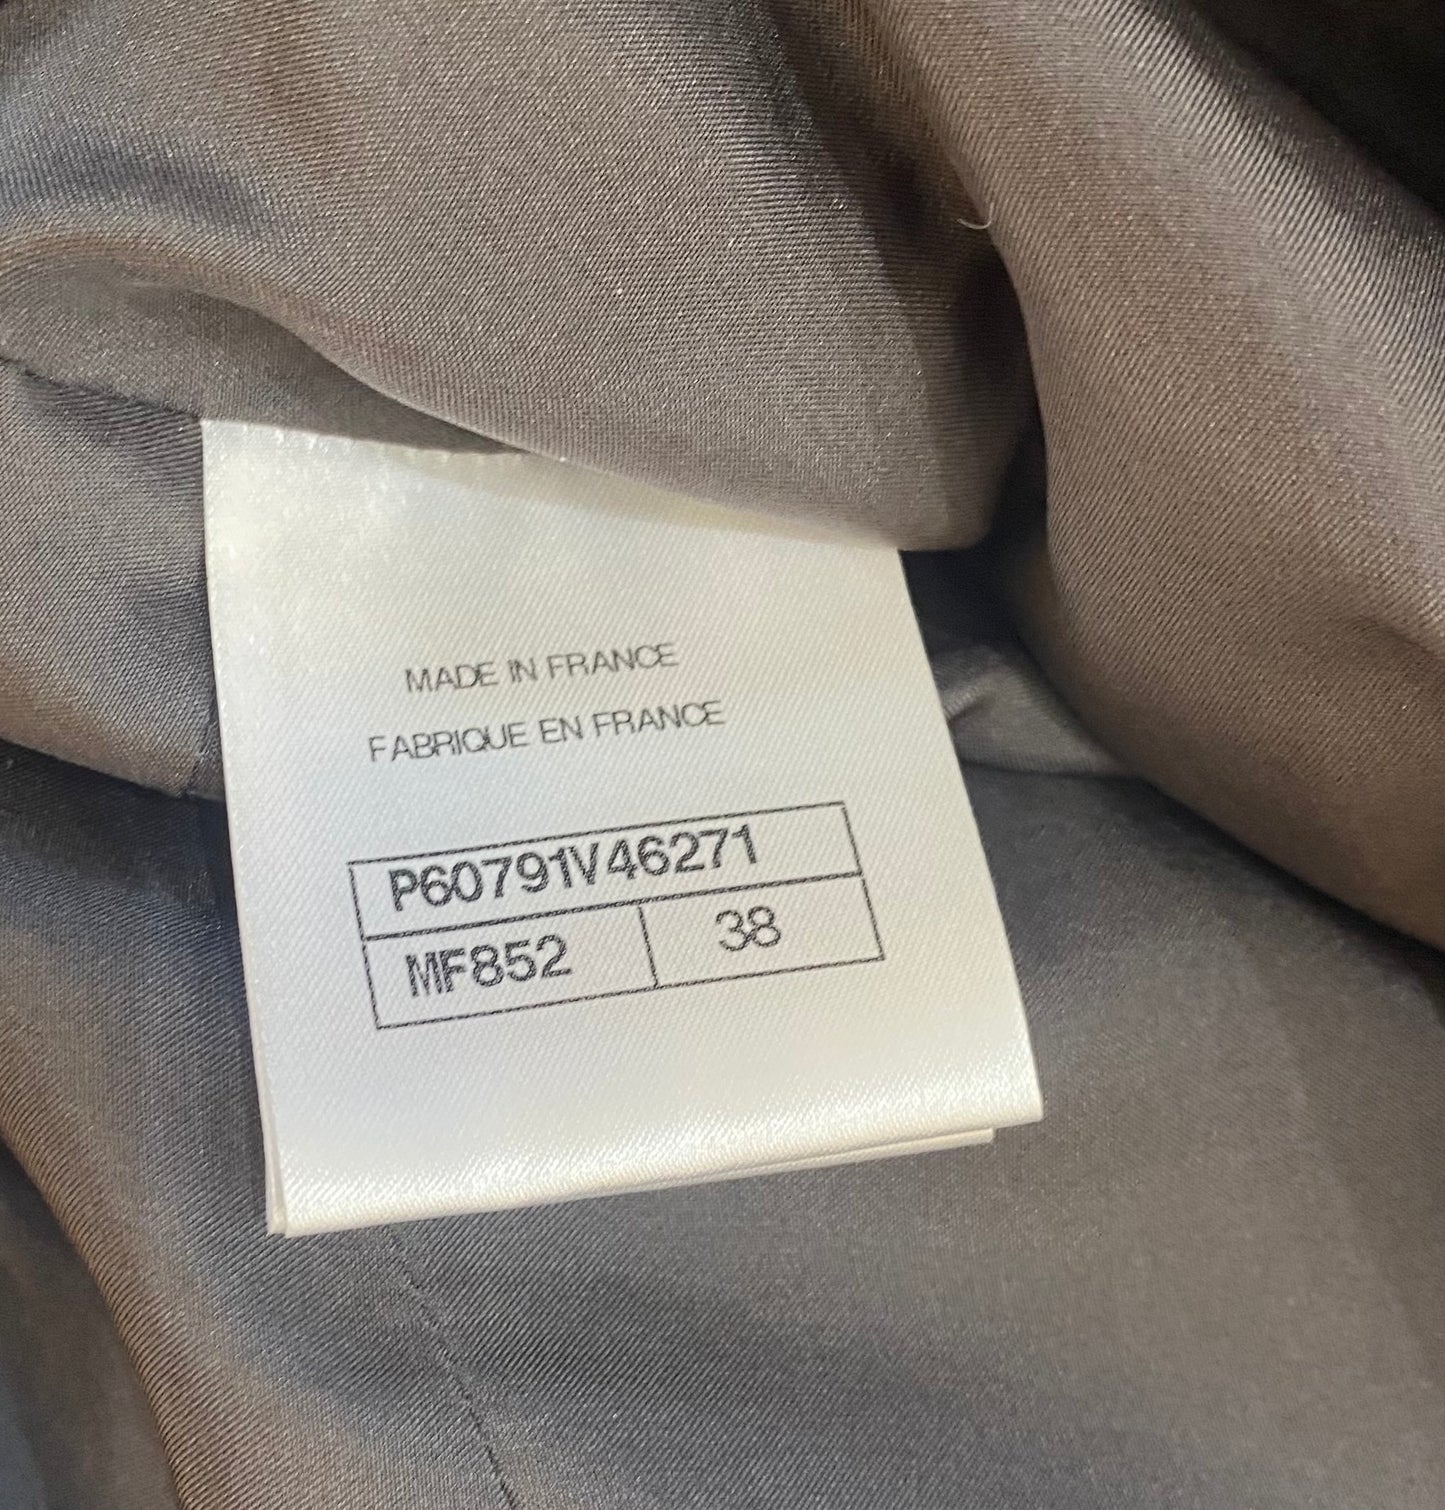 MADE IN FRANCE
FABRIQUE EN FRANCE
P60791V46271
MF852 38